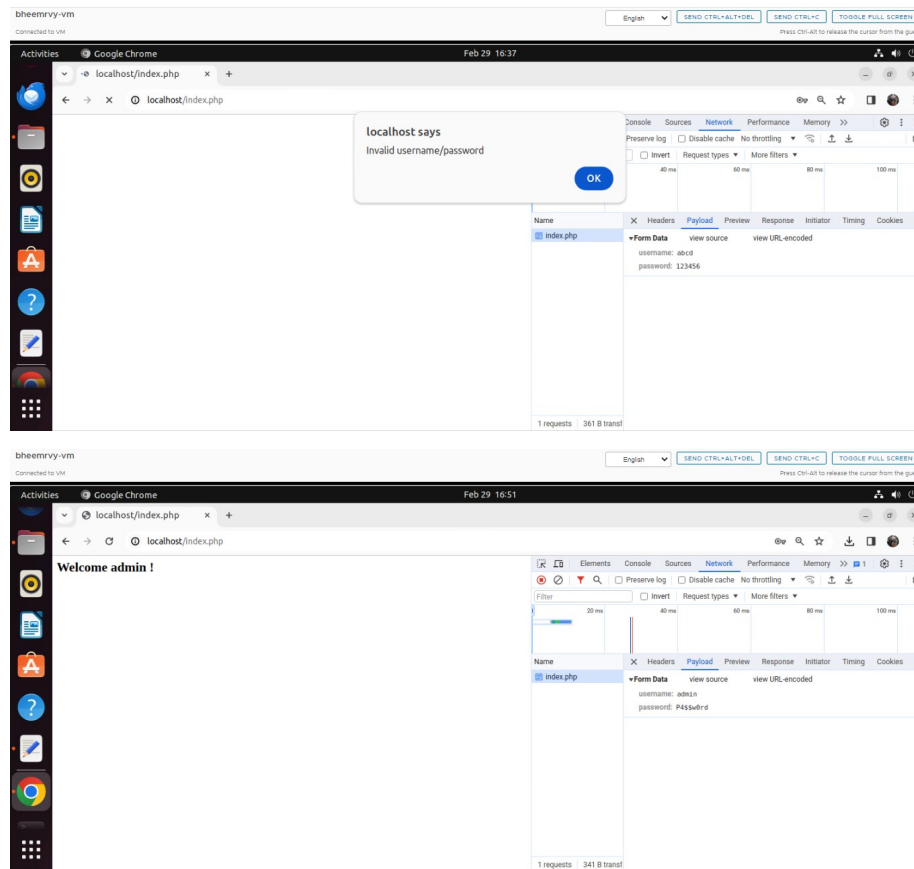 bheemrvy-vm
English SEND CTRL+ALT+DEL SEND CTRL+C TOGGLE FULL SCREEN
Connected to VM
Press Ctrl-Alt to release the cursor from the
Activities Google Chrome Feb 29 16:37
localhost/index.php
localhost/index.php
localhost says
Invalid username/password
OK
Console Sources Network Performance Memory
Preserve log Disable cache No throttling
Invert Request types More filters
40 ms 60 ms 80 ms 100 ms
Name Headers Payload Preview Response Initiator Timing Cookies
index.php Form Data view source view URL-encoded
username: abcd
password: 123456
1 requests 361 B transf
bheemrvy-vm
English SEND CTRL+ALT+DEL SEND CTRL+C TOGGLE FULL SCREEN
Connected to VM
Press Ctrl-Alt to release the cursor from the
Activities Google Chrome Feb 29 16:51
localhost/index.php
localhost/index.php
Welcome admin !
Elements Console Sources Network Performance Memory 1
Preserve log Disable cache No throttling
Filter Invert Request types More filters
20 ms 40 ms 60 ms 80 ms 100 ms
Name Headers Payload Preview Response Initiator Timing Cookies
index.php Form Data view source view URL-encoded
username: admin
password: P4$$w0rd
1 requests 341 B transf